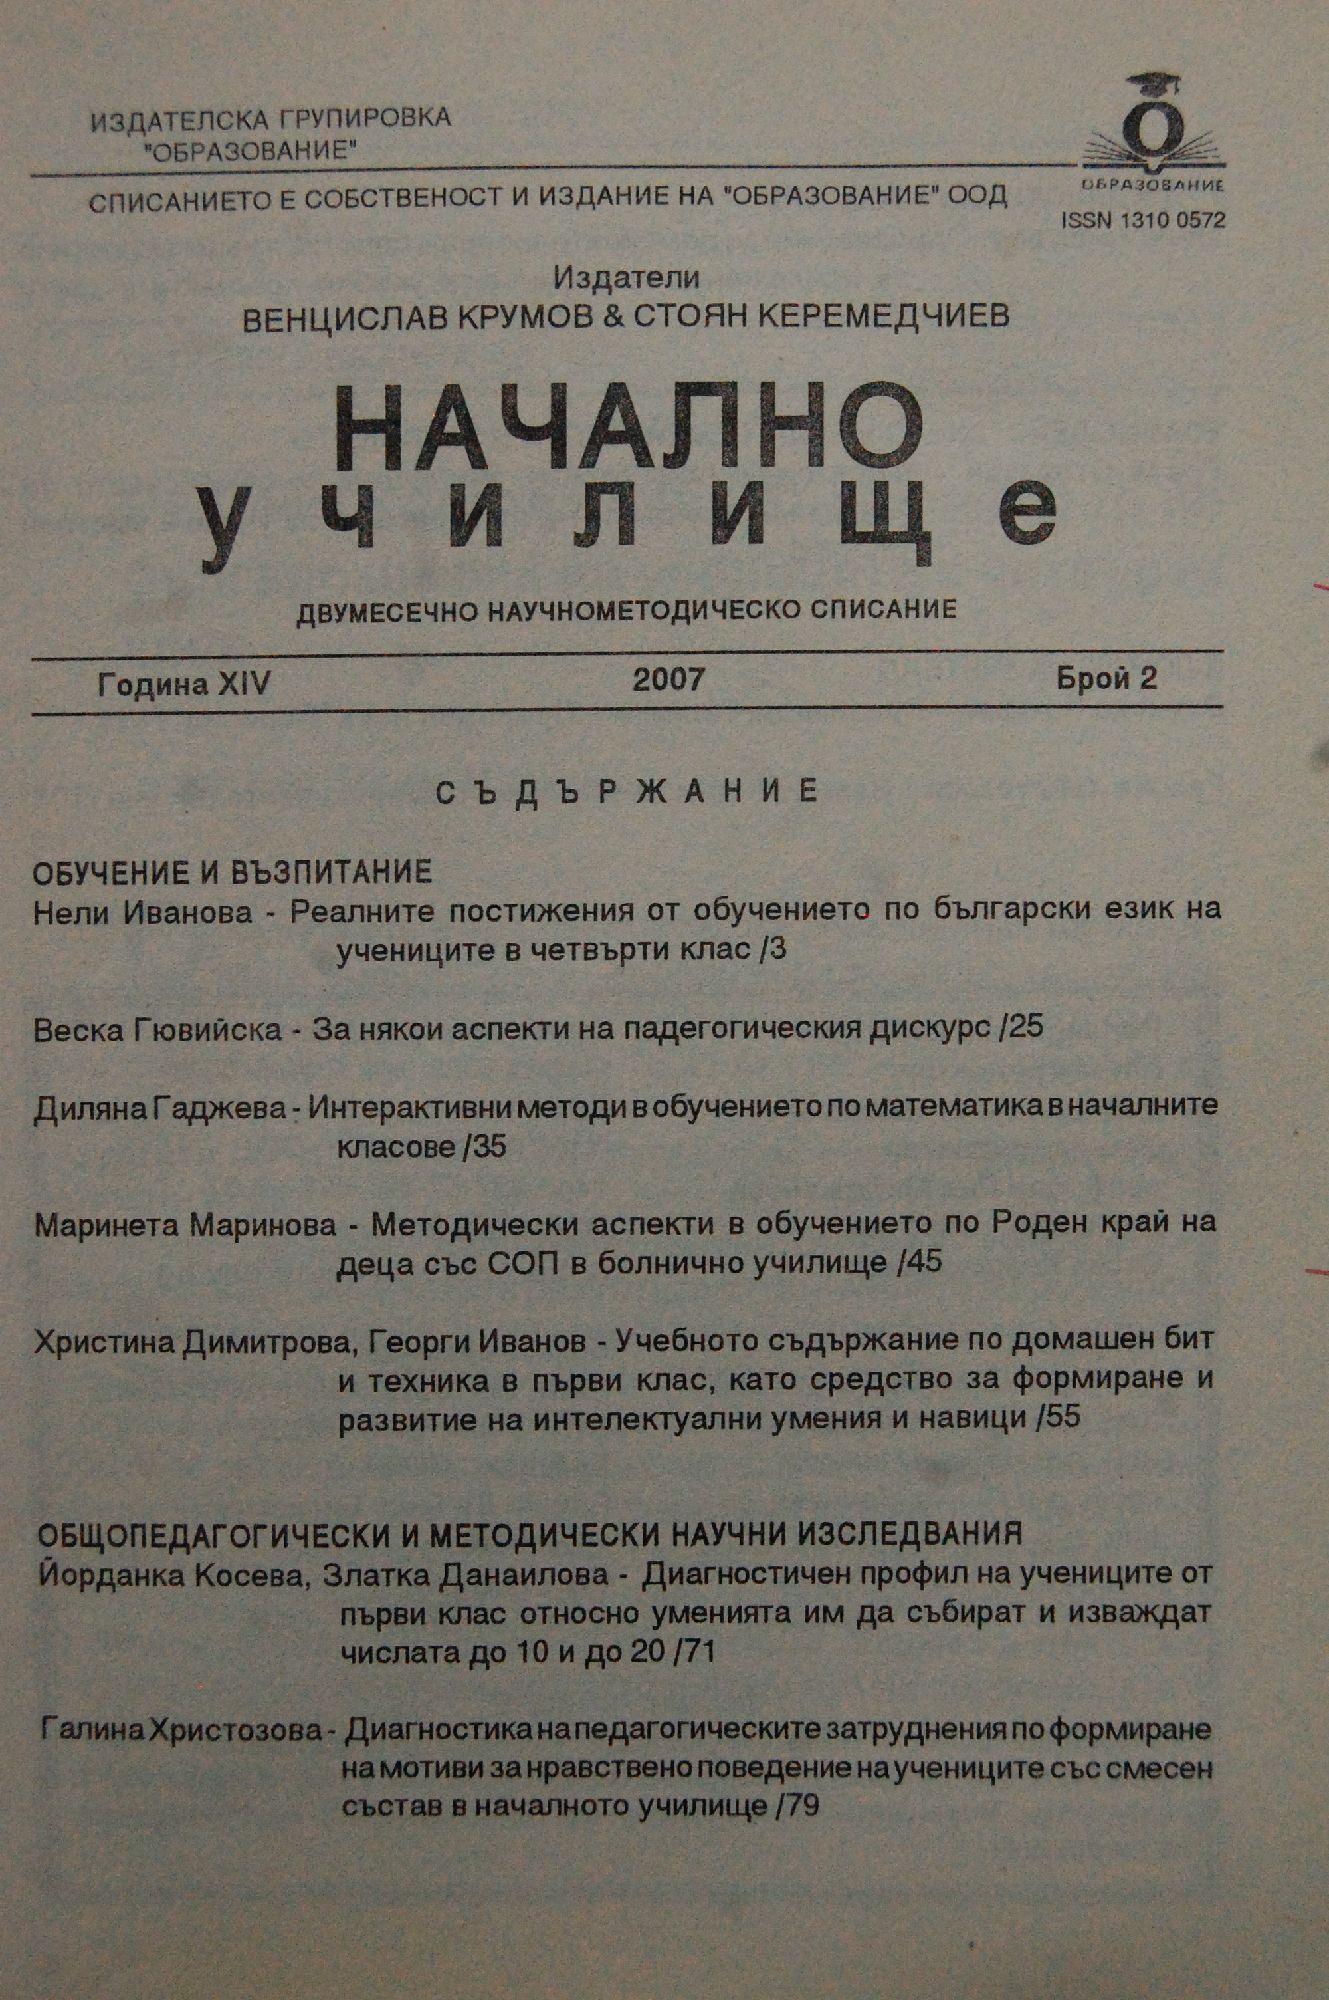 ИЗДАТЕЛСКА ГРУПИРОВКА
"ОБРАЗОВАНИЕ"
ОБРАЗОВАНИЕ
СПИСАНИЕТО Е СОБСТВЕНОСТ И ИЗДАНИЕ НА "ОБРАЗОВАНИЕ" ООД
ISSN 1310 0572
Издатели
ВЕНЦИСЛАВ КРУМОВ & СТОЯН КЕРЕМЕДЧИЕВ
НАЧАЛНО
училище
ДВУМЕСЕЧНО НАУЧНОМЕТОДИЧЕСКО СПИСАНИЕ
Година XIV 2007 Брой 2
СЪДЪРЖАНИЕ
ОБУЧЕНИЕ И ВЪЗПИТАНИЕ
Нели Иванова - Реалните постижения от обучението по български език на
учениците в четвърти клас /3
Веска Гювийска - За някои аспекти на падегогическия дискурс /25
Диляна Гаджева - Интерактивни методи в обучението по математика в началните
класове /35
Маринета Маринова - Методически аспекти в обучението по Роден край на
деца със СОП в болнично училище /45
Христина Димитрова, Георги Иванов - Учебното съдържание по домашен бит
и техника в първи клас, като средство за формиране и
развитие на интелектуални умения и навици /55
ОБЩОПЕДАГОГИЧЕСКИ И МЕТОДИЧЕСКИ НАУЧНИ ИЗСЛЕДВАНИЯ
Йорданка Косева, Златка Данаилова - Диагностичен профил на учениците от
първи клас относно уменията им да събират и изваждат
числата до 10 и до 20 /71
Галина Христозова - Диагностика на педагогическите затруднения по формиране
на мотиви за нравствено поведение на учениците със смесен
състав в началното училище /79